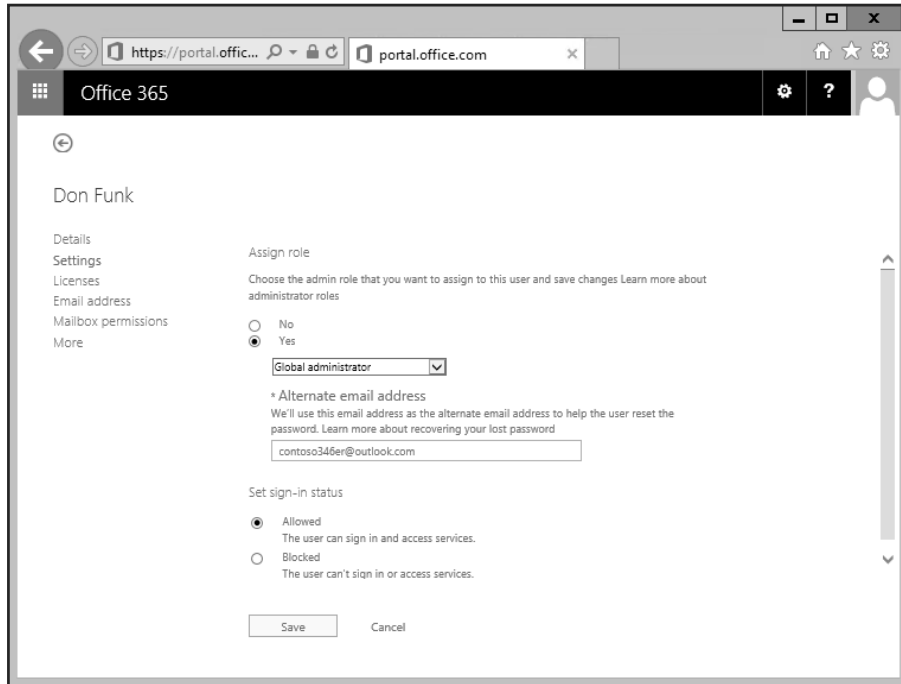 https://portal.offic...
portal.office.com
Office 365
?
Don Funk
Details
Settings
Licenses
Email address
Mailbox permissions
More
Assign role
Choose the admin role that you want to assign to this user and save changes Learn more about
administrator roles
No
Yes
Global administrator
* Alternate email address
We'll use this email address as the alternate email address to help the user reset the
password. Learn more about recovering your lost password
contoso346er@outlook.com
Set sign-in status
Allowed
The user can sign in and access services.
Blocked
The user can't sign in or access services.
Save Cancel